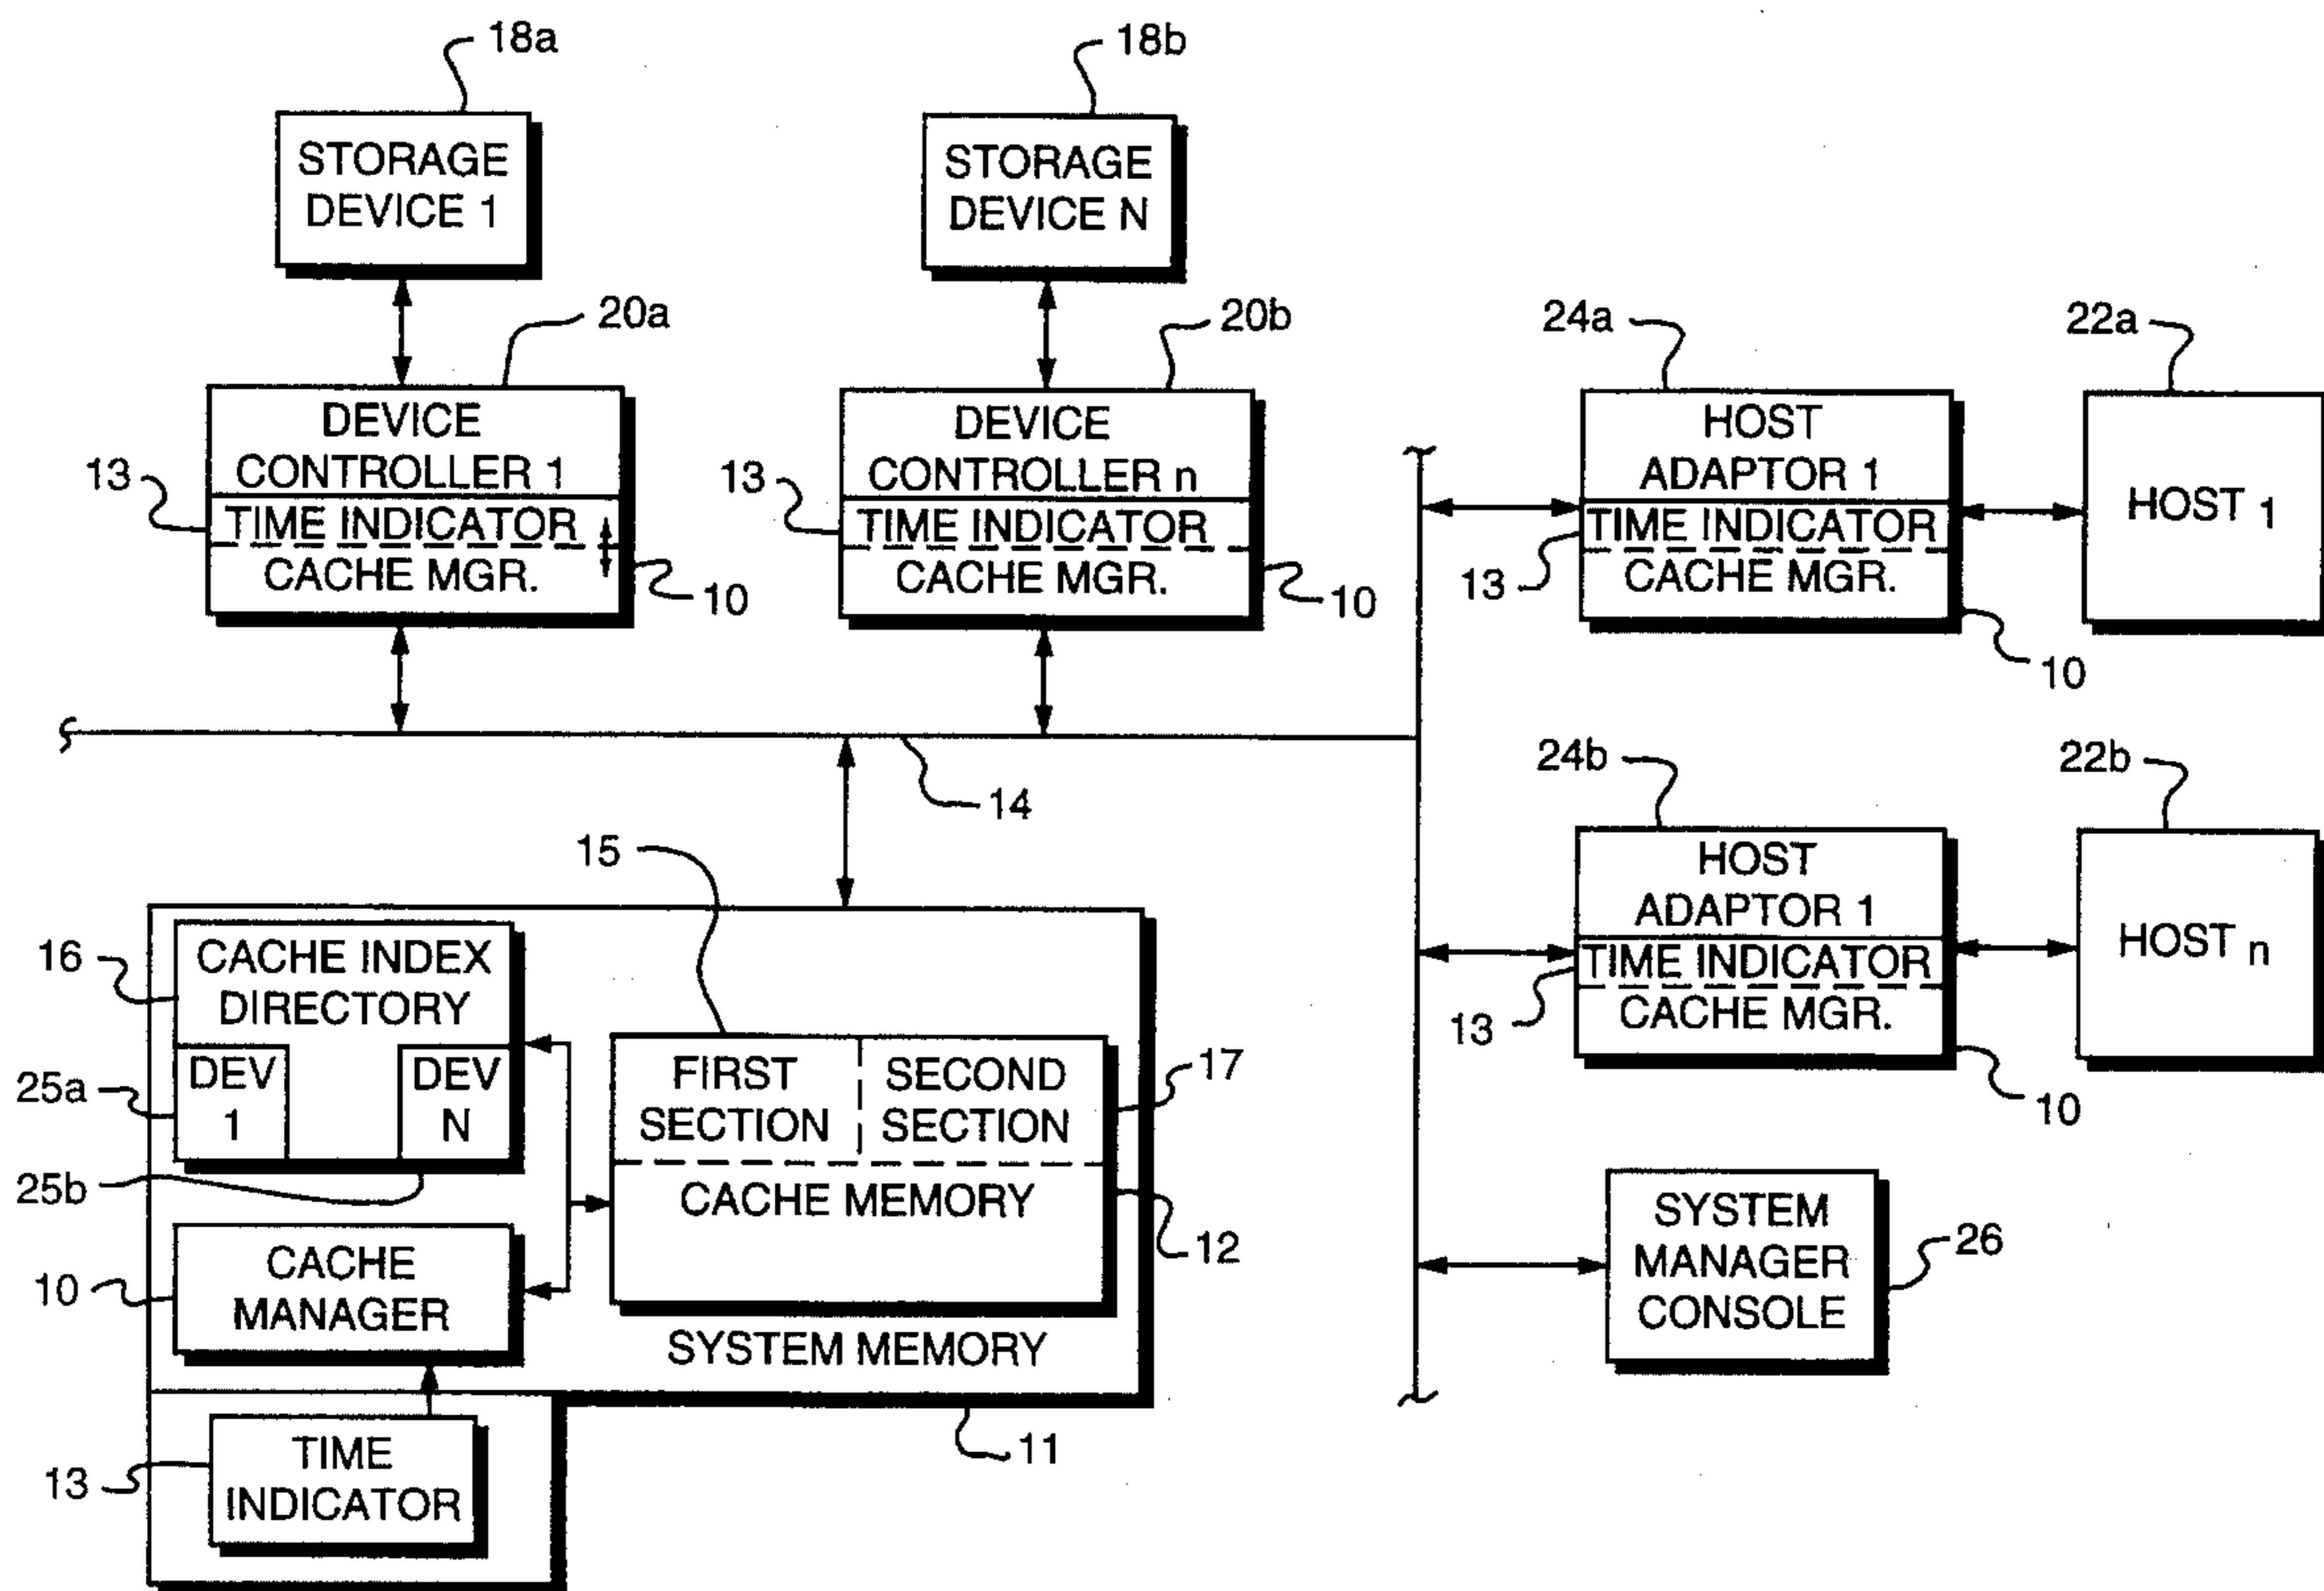 18a
18b
STORAGE
DEVICE 1
STORAGE
DEVICE N
20a
20b
24a
22a
DEVICE
CONTROLLER 1
13
TIME INDICATOR
CACHE MGR.
10
DEVICE
CONTROLLER n
13
TIME INDICATOR
CACHE MGR.
10
HOST
ADAPTOR 1
TIME INDICATOR
13
CACHE MGR.
10
HOST 1
14
24b
22b
15
HOST
ADAPTOR 1
TIME INDICATOR
13
CACHE MGR.
10
HOST n
16
CACHE INDEX
DIRECTORY
25a
DEV
1
DEV
N
25b
FIRST
SECTION
SECOND
SECTION
17
CACHE MEMORY
12
10
CACHE
MANAGER
SYSTEM MEMORY
SYSTEM
MANAGER
CONSOLE
26
11
13
TIME
INDICATOR